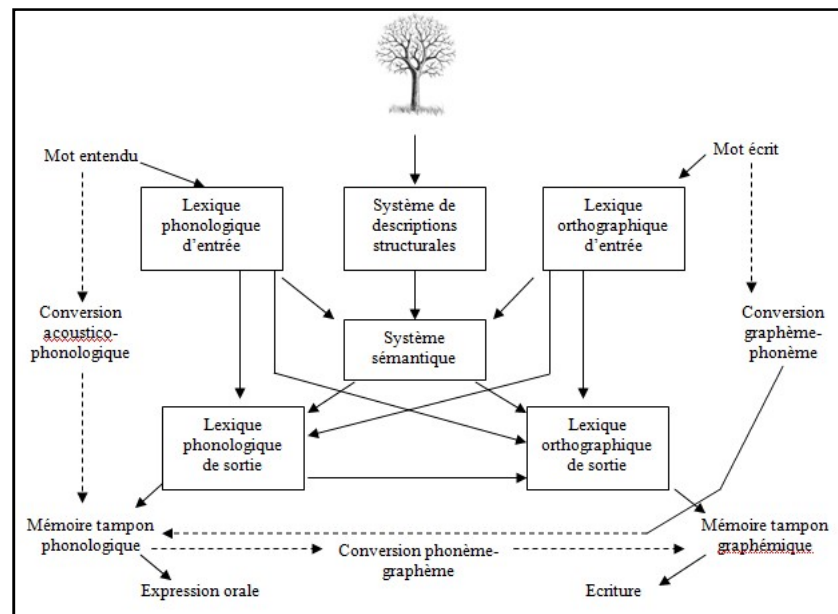 Mot entendu
Mot écrit
Lexique
phonologique
d'entrée
Système de
descriptions
structurales
Lexique
orthographique
d'entrée
Conversion
acoustico-
phonologique
Système
sémantique
Conversion
graphème-
phonème
Lexique
phonologique
de sortie
Lexique
orthographique
de sortie
Mémoire tampon
phonologique
Conversion phonème-
graphème
Mémoire tampon
graphémique
Expression orale
Ecriture